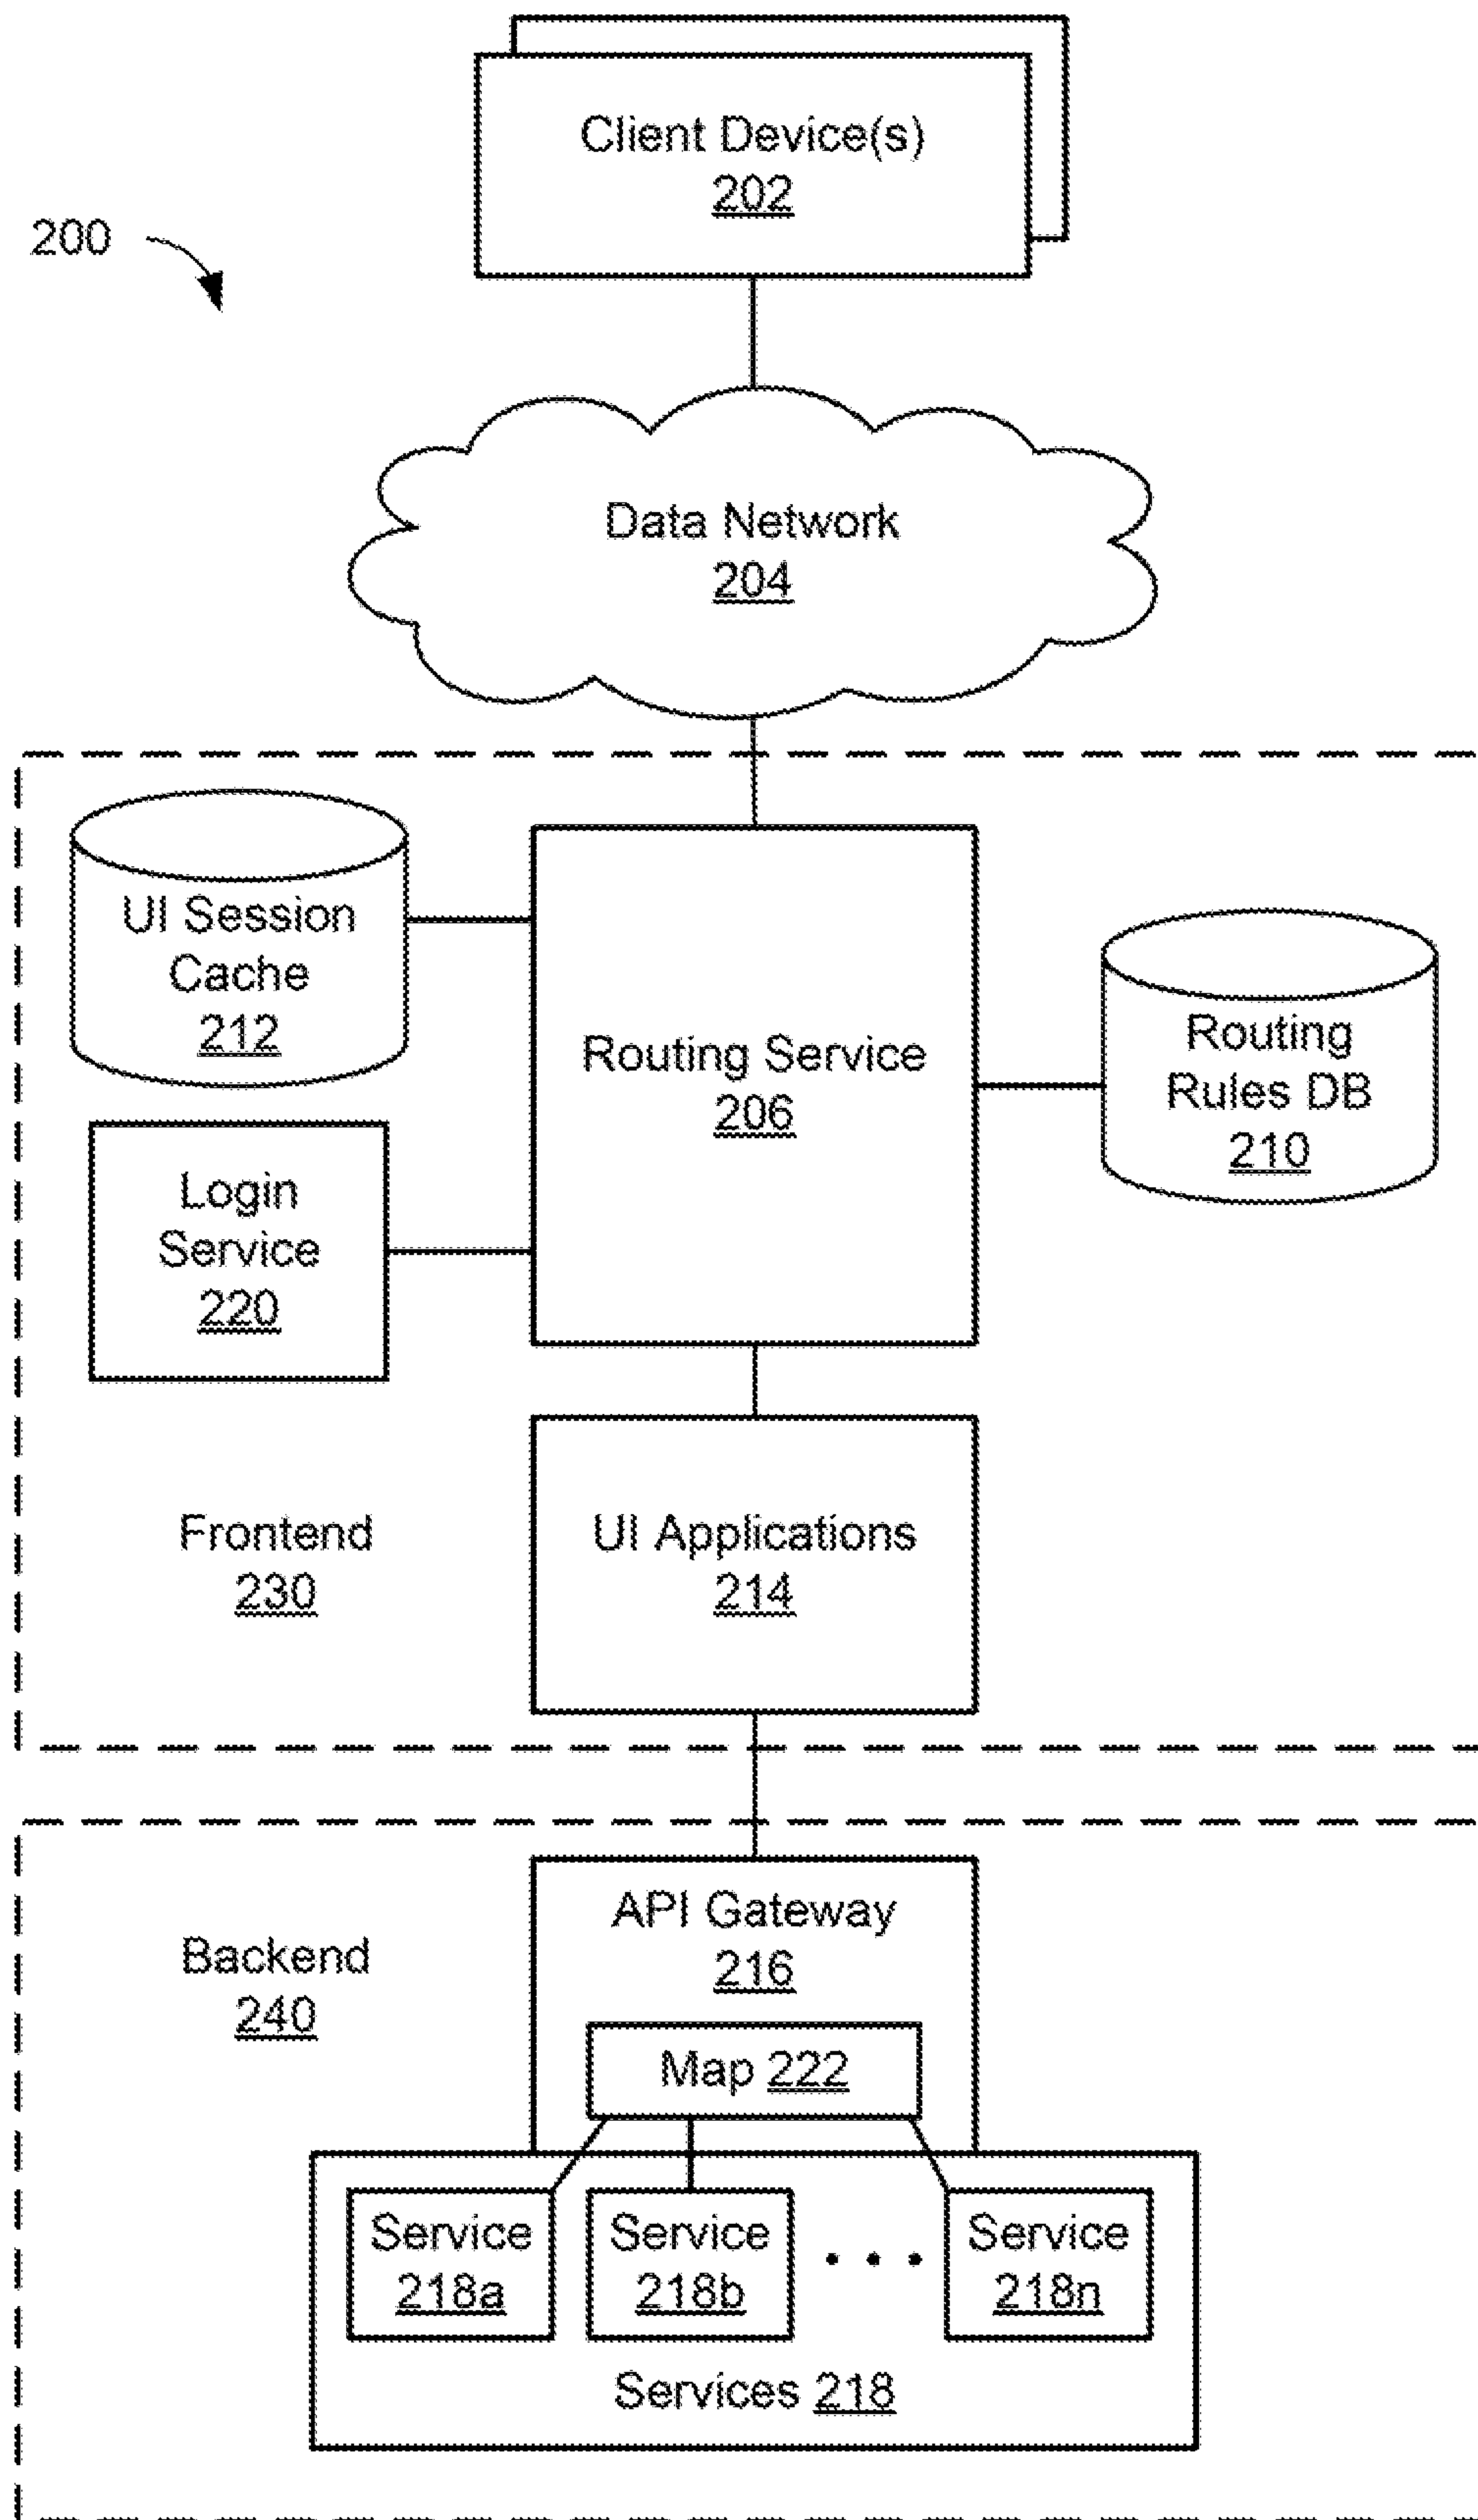 Client Device(s)
202
200
Data Network
204
UI Session
Cache
212
Routing Service
206
Routing
Rules DB
210
Login
Service
220
Frontend
230
UI Applications
214
API Gateway
216
Backend
240
Map 222
Service
218a
Service
218b
• • •
Service
218n
Services 218